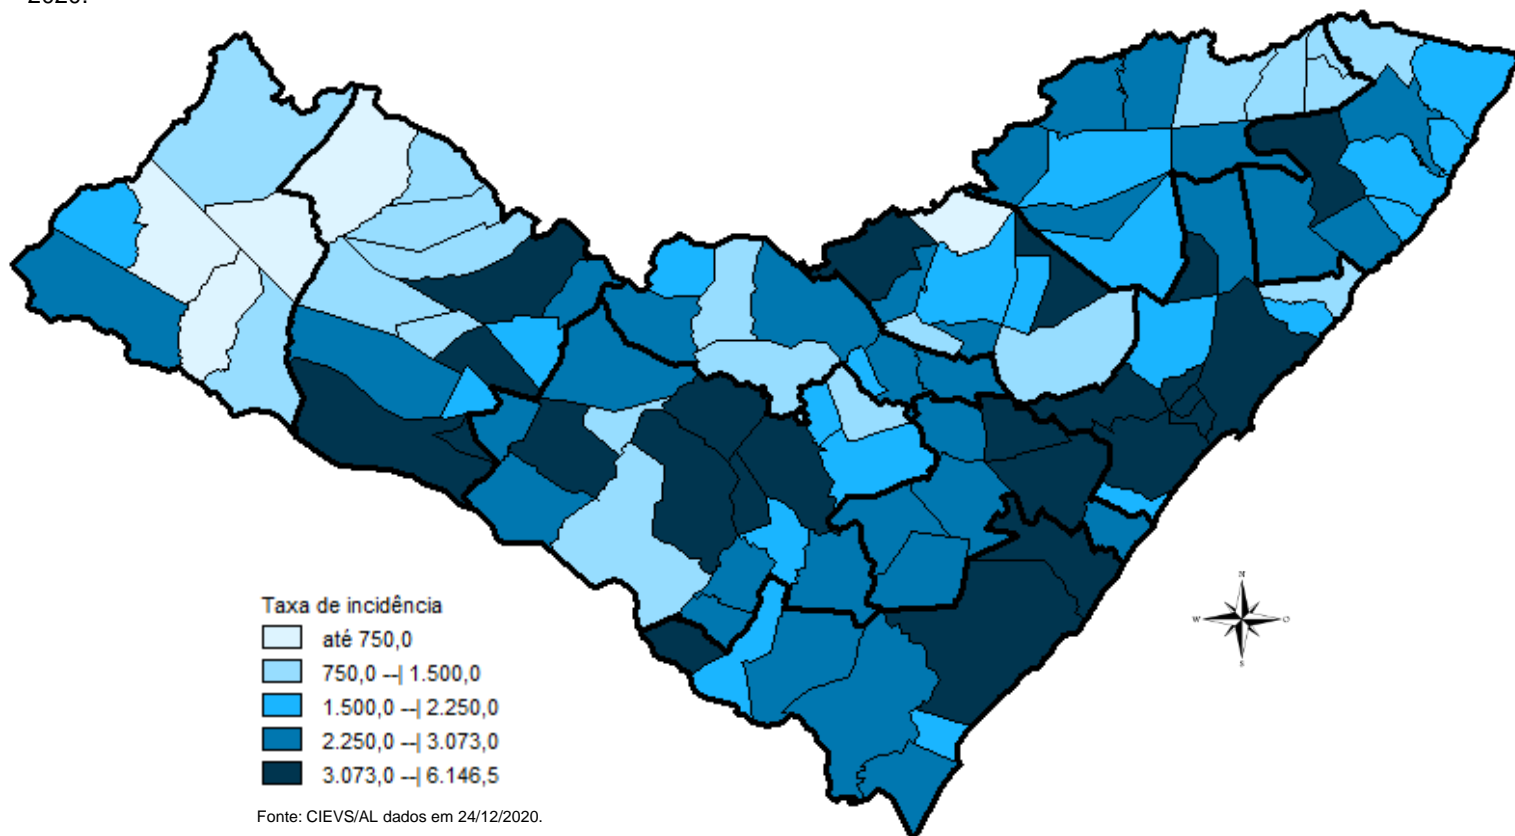 2020.
N
W
O
S
Taxa de incidência
até 750,0
750,0 --| 1.500,0
1.500,0 --| 2.250,0
2.250,0 --| 3.073,0
3.073,0 --| 6.146,5
Fonte: CIEVS/AL dados em 24/12/2020.